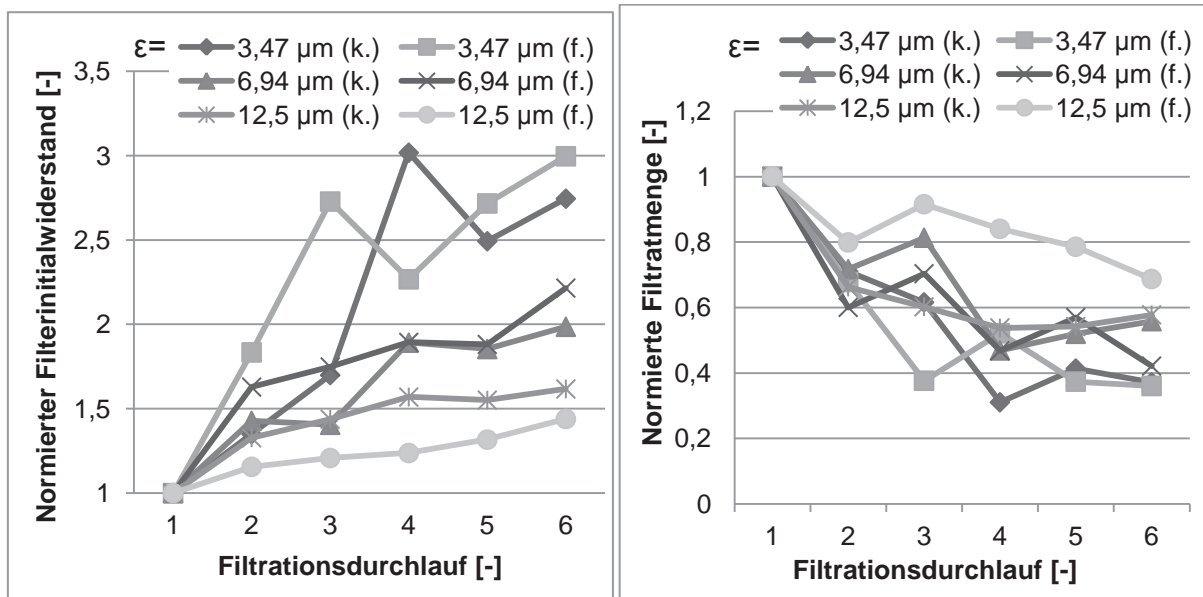 ε= 3,47 µm (k.) 3,47 µm (f.)
6,94 µm (k.) 6,94 µm (f.)
12,5 µm (k.) 12,5 µm (f.)
Normierter Filterinitialwiderstand [-]
3,5
3
2,5
2
1,5
1
1 2 3 4 5 6
Filtrationsdurchlauf [-]
ε= 3,47 µm (k.) 3,47 µm (f.)
6,94 µm (k.) 6,94 µm (f.)
12,5 µm (k.) 12,5 µm (f.)
Normierte Filtratmenge [-]
1,2
1
0,8
0,6
0,4
0,2
0
1 2 3 4 5 6
Filtrationsdurchlauf [-]